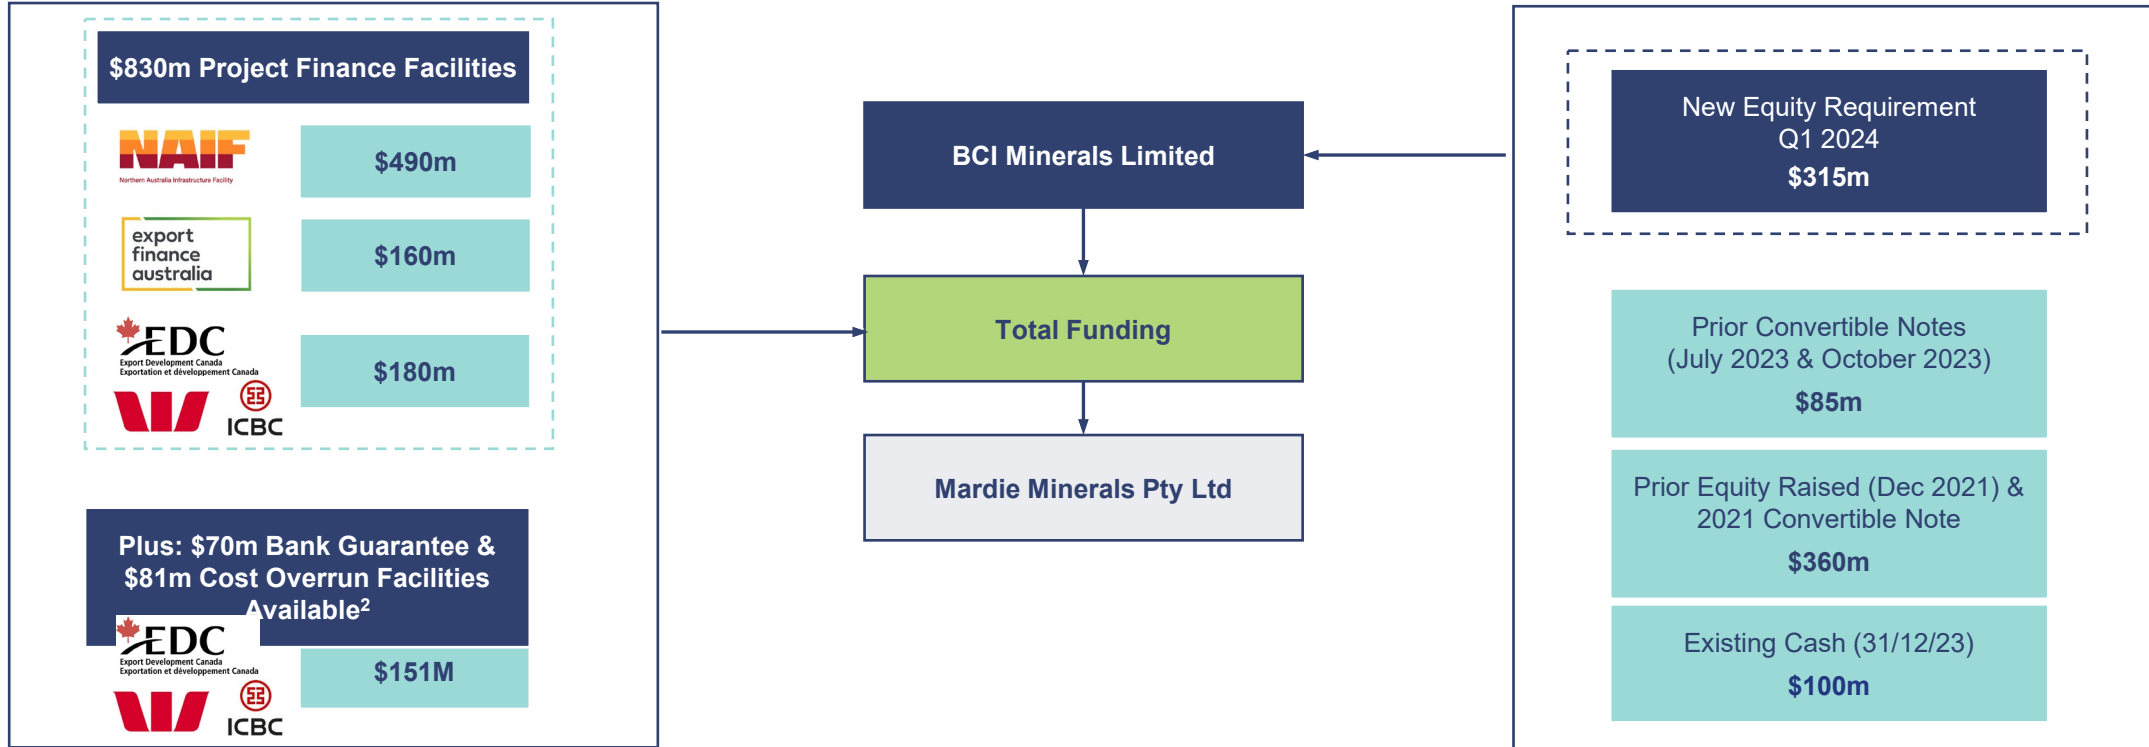 $830m Project Finance Facilities
NAIF
Northern Australia Infrastructure Facility
$490m
export
finance
australia
$160m
EDC
Export Development Canada
Exportation et développement Canada
ICBC
$180m
Plus: $70m Bank Guarantee &
$81m Cost Overrun Facilities
Available2
EDC
Export Development Canada
Exportation et développement Canada
ICBC
$151M
BCI Minerals Limited
Total Funding
Mardie Minerals Pty Ltd
New Equity Requirement
Q1 2024
$315m
Prior Convertible Notes
(July 2023 & October 2023)
$85m
Prior Equity Raised (Dec 2021) &
2021 Convertible Note
$360m
Existing Cash (31/12/23)
$100m